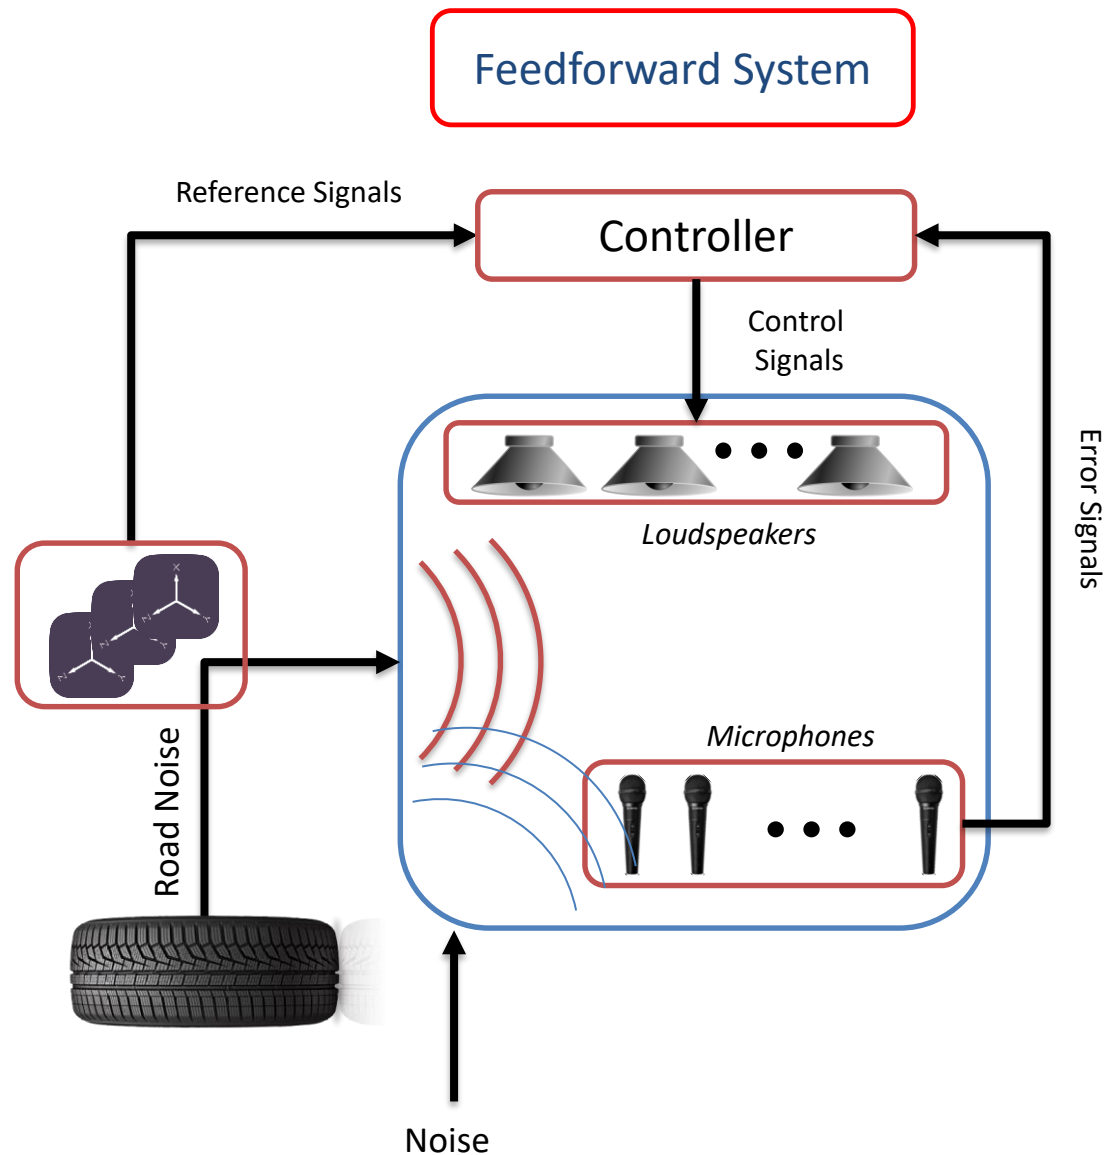 Feedforward System
Reference Signals
Controller
Control
Signals
Error Signals
Loudspeakers
X
Z
Y
X
Z
Y
Z
Y
Microphones
Road Noise
Noise